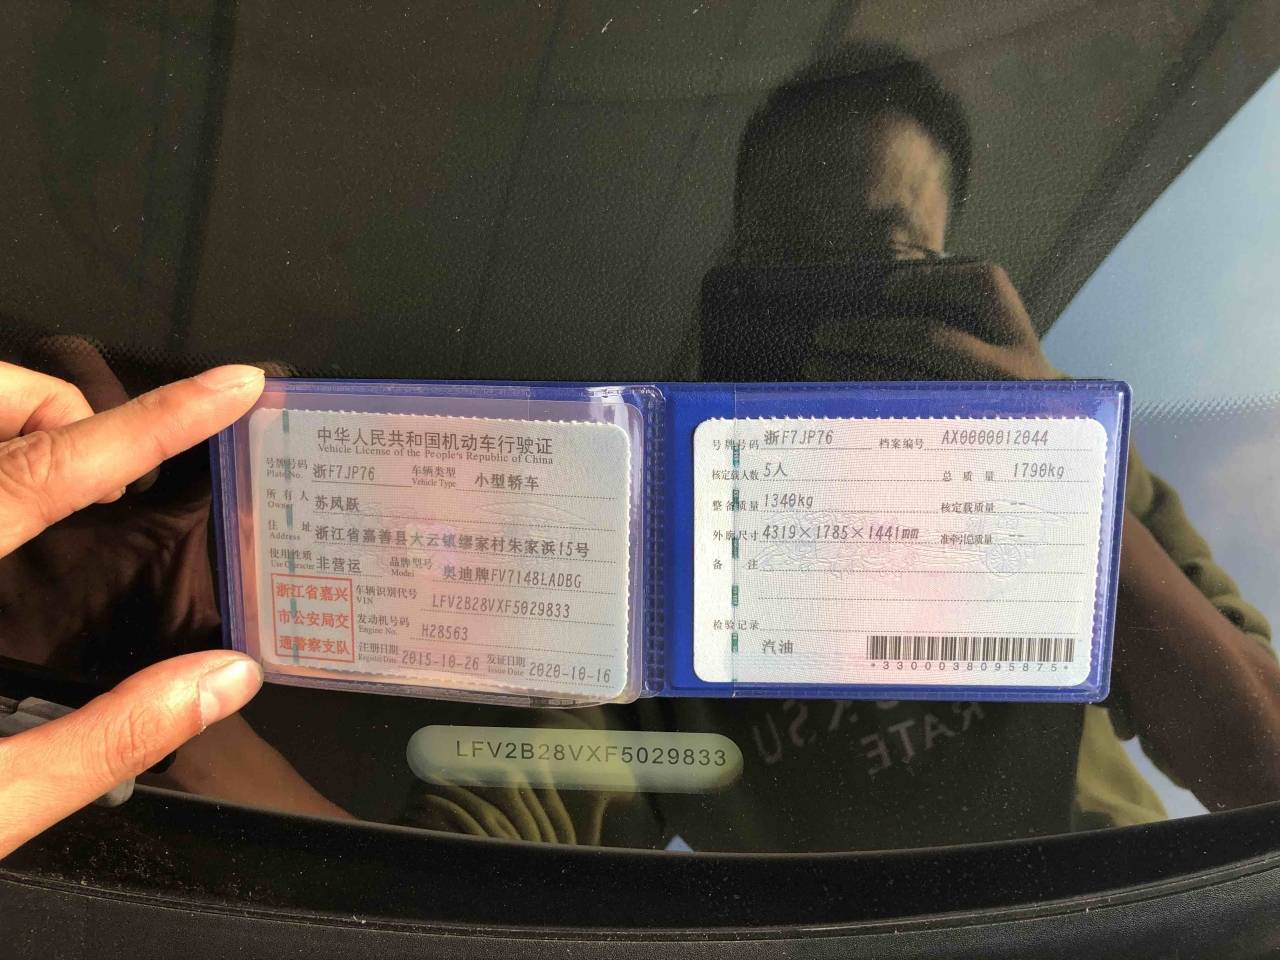 中华人民共和国机动车行驶证
Vehicle License of the People's Republic of China
号牌号码 浙F7JP76 车辆类型 小型轿车
Plate No. Vehicle Type
所有人 苏凤跃
Owner
住址 浙江省嘉善县大云镇缪家村朱家浜15号
Address
使用性质 非营运 品牌型号 奥迪牌FV7148LADBG
Use Character Model
浙江省嘉兴
市公安局交
通警察支队
车辆识别代号 LFV2B28VXF5029833
VIN
发动机号码 H28563
Engine No.
注册日期 2015-10-26 发证日期 2020-10-16
Register Date Issue Date
号牌号码 浙F7JP76 档案编号 AX0000012044
核定载人数 5人 总质量 1790kg
整备质量 1340kg 核定载质量 --
外廓尺寸 4319×1785×1441mm 准牵引总质量 --
备注
检验记录
汽油
*3300038095875*
LFV2B28VXF5029833